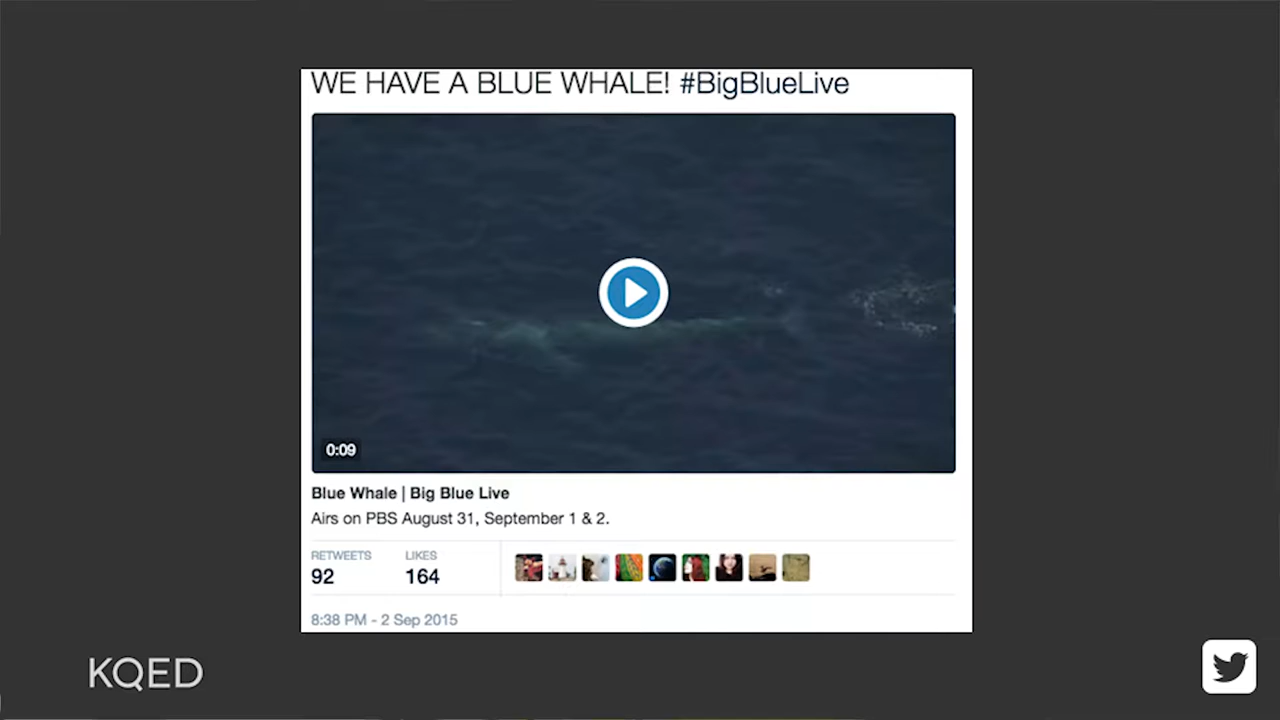 WE HAVE A BLUE WHALE! #BigBlueLive
0:09
Blue Whale | Big Blue Live
Airs on PBS August 31, September 1 & 2.
RETWEETS LIKES
92 164
8:38 PM - 2 Sep 2015
KQED